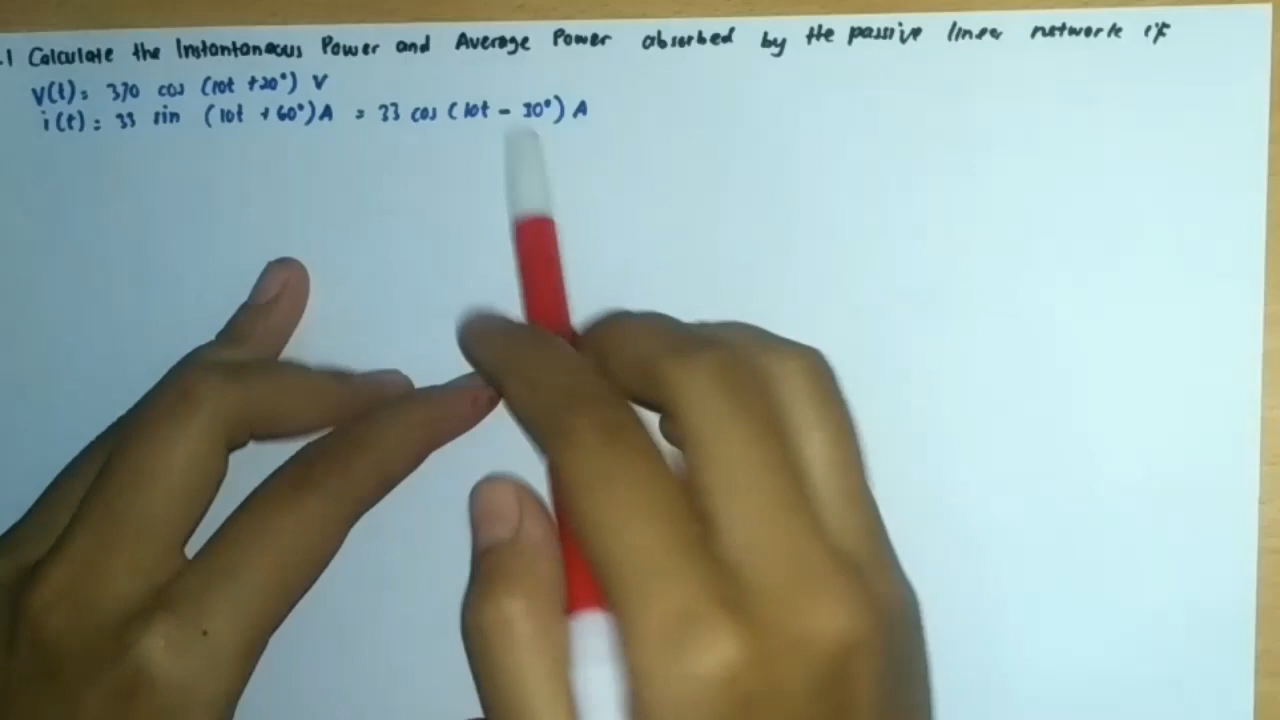 .1 Calculate the Instantaneous Power and Average Power absorbed by the passive linear network if
v(t) = 330 cos (10t +20°) V
i(t) = 33 sin (10t + 60°) A = 33 cos (10t - 30°) A